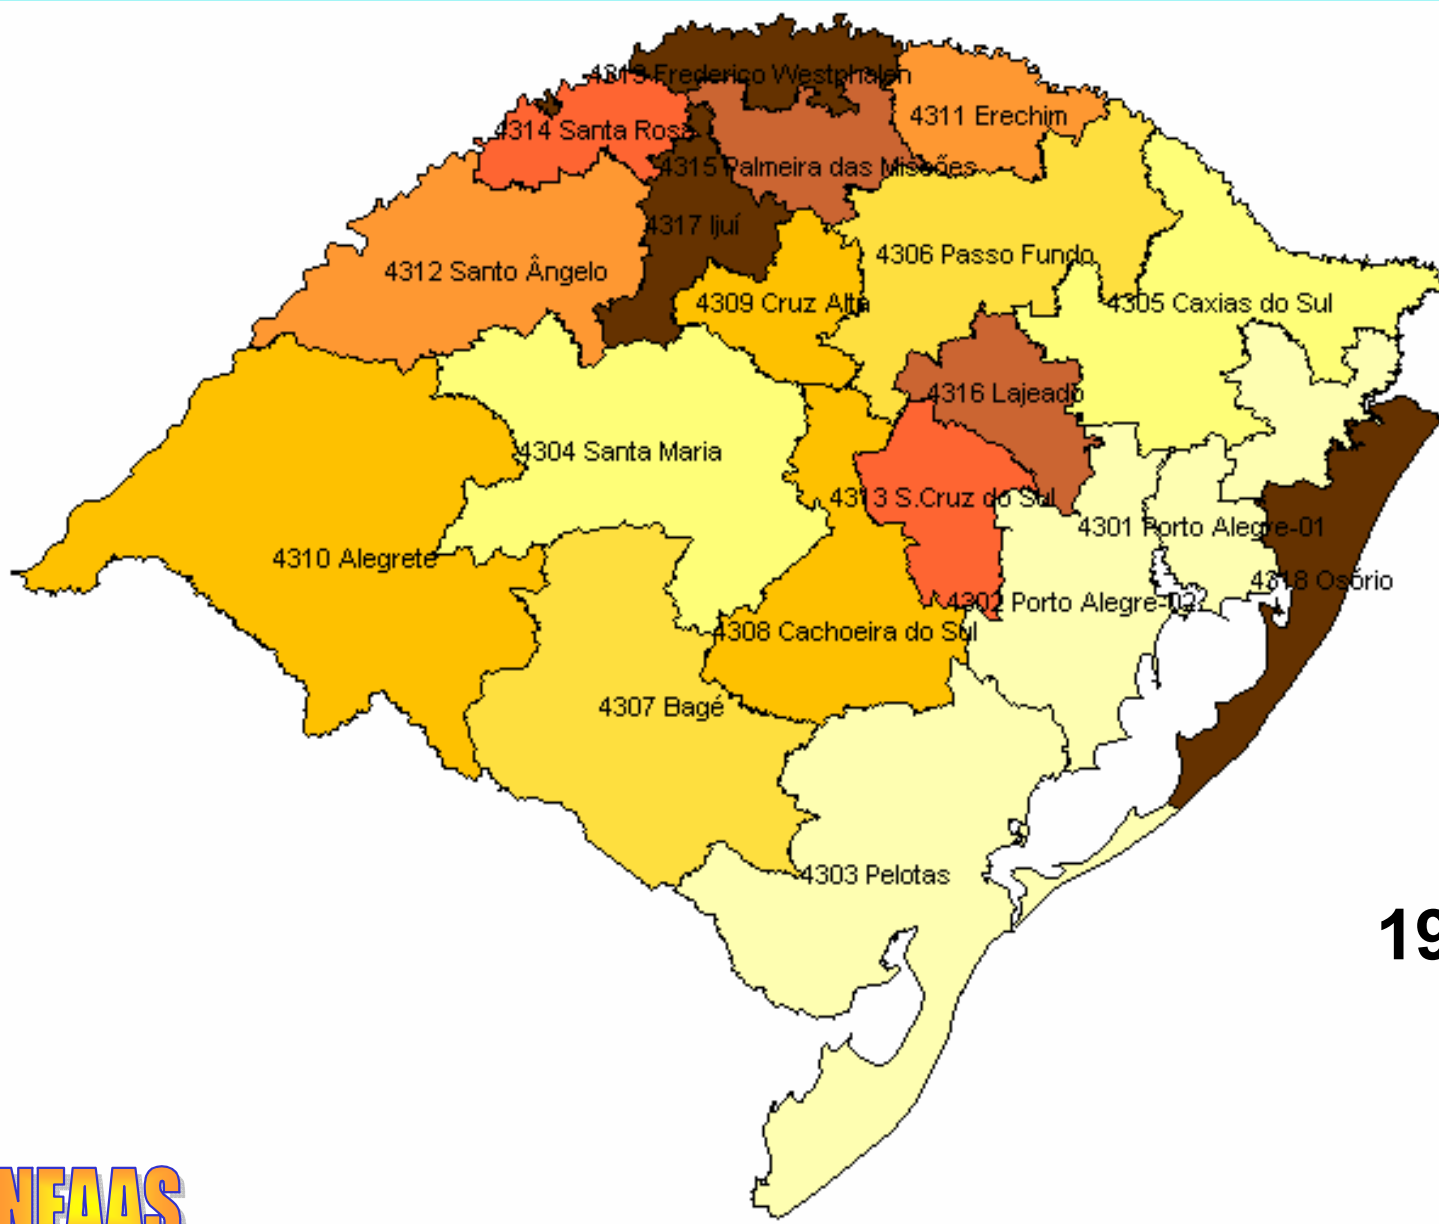 4319 Frederico Westphalen
4311 Erechim
4314 Santa Rosa
4315 Palmeira das Missões
4317 Ijuí
4306 Passo Fundo
4312 Santo Ângelo
4309 Cruz Alta
4305 Caxias do Sul
4316 Lajeado
4304 Santa Maria
4313 S.Cruz do Sul
4301 Porto Alegre-01
4310 Alegrete
4318 Osório
4302 Porto Alegre-02
4308 Cachoeira do Sul
4307 Bagé
4303 Pelotas
19
NFAAS